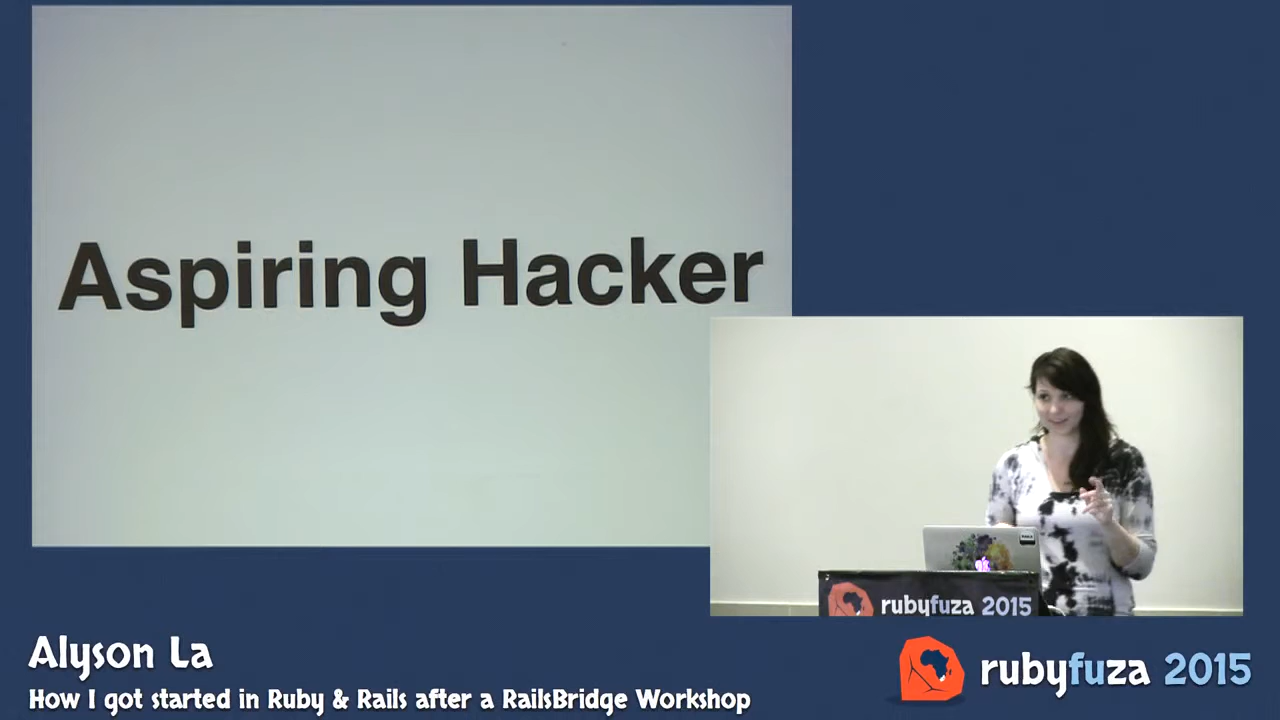 Aspiring Hacker
rubyfuza 2015
Alyson La
How I got started in Ruby & Rails after a RailsBridge Workshop
rubyfuza 2015